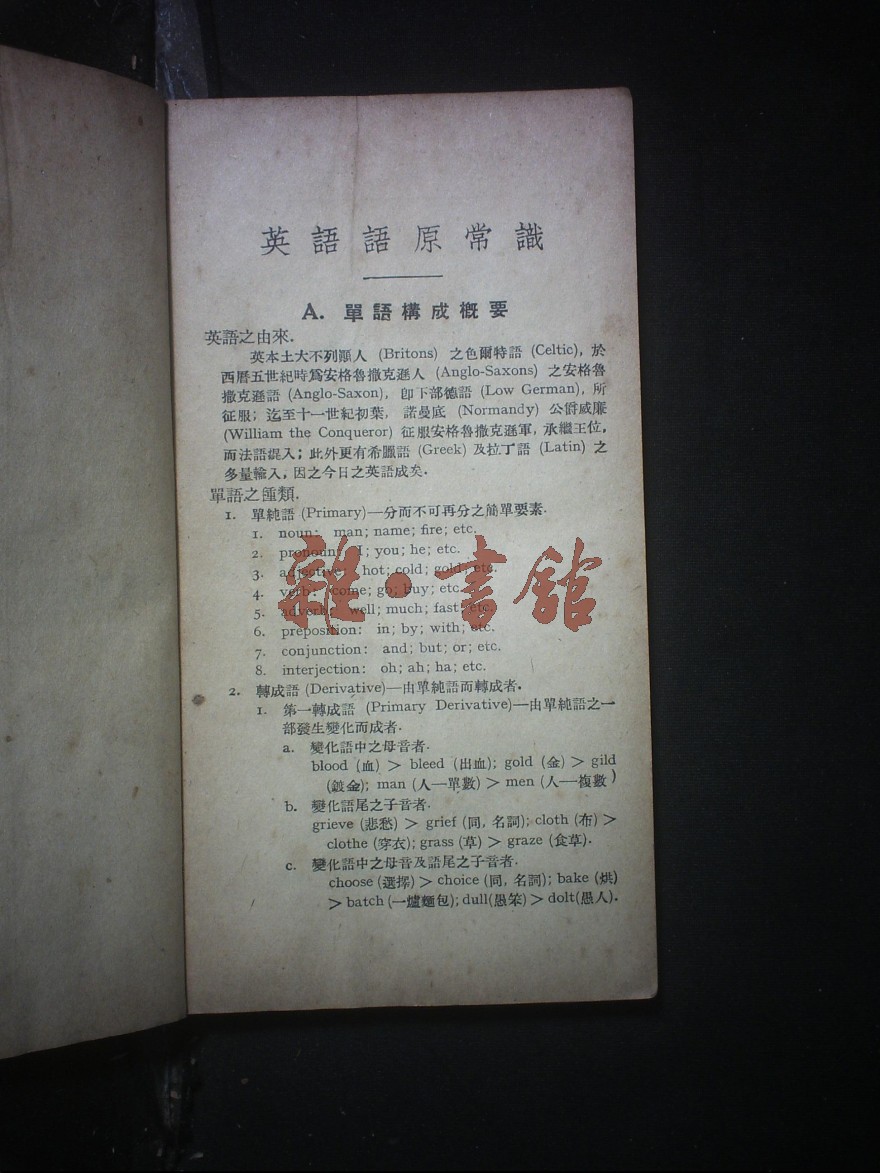 英語語原常識
A. 單語構成概要
英語之由來.
英本土大不列顛人 (Britons) 之色爾特語 (Celtic), 於
西曆五世紀時爲安格魯撒克遜人 (Anglo-Saxons) 之安格魯
撒克遜語 (Anglo-Saxon), 卽下部德語 (Low German), 所
征服; 迄至十一世紀初葉, 諾曼底 (Normandy) 公爵威廉
(William the Conqueror) 征服安格魯撒克遜軍, 承繼王位,
而法語混入; 此外更有希臘語 (Greek) 及拉丁語 (Latin) 之
多量輸入, 因之今日之英語成矣.
單語之種類.
1. 單純語 (Primary)—分而不可再分之簡單要素.
1. noun: man; name; fire; etc.
2. pronoun: I; you; he; etc.
3. adjective: hot; cold; gold; etc.
4. verb: come; go; buy; etc.
5. adverb: well; much; fast; etc.
6. preposition: in; by; with; etc.
7. conjunction: and; but; or; etc.
8. interjection: oh; ah; ha; etc.
雜·書館
2. 轉成語 (Derivative)—由單純語而轉成者.
1. 第一轉成語 (Primary Derivative)—由單純語之一
部發生變化而成者.
a. 變化語中之母音者.
blood (血) > bleed (出血); gold (金) > gild
(鍍金); man (人—單數) > men (人—複數)
b. 變化語尾之子音者.
grieve (悲愁) > grief (同, 名詞); cloth (布) >
clothe (穿衣); grass (草) > graze (食草).
c. 變化語中之母音及語尾之子音者.
choose (選擇) > choice (同, 名詞); bake (烘)
> batch (一爐麵包); dull (愚笨) > dolt (愚人).